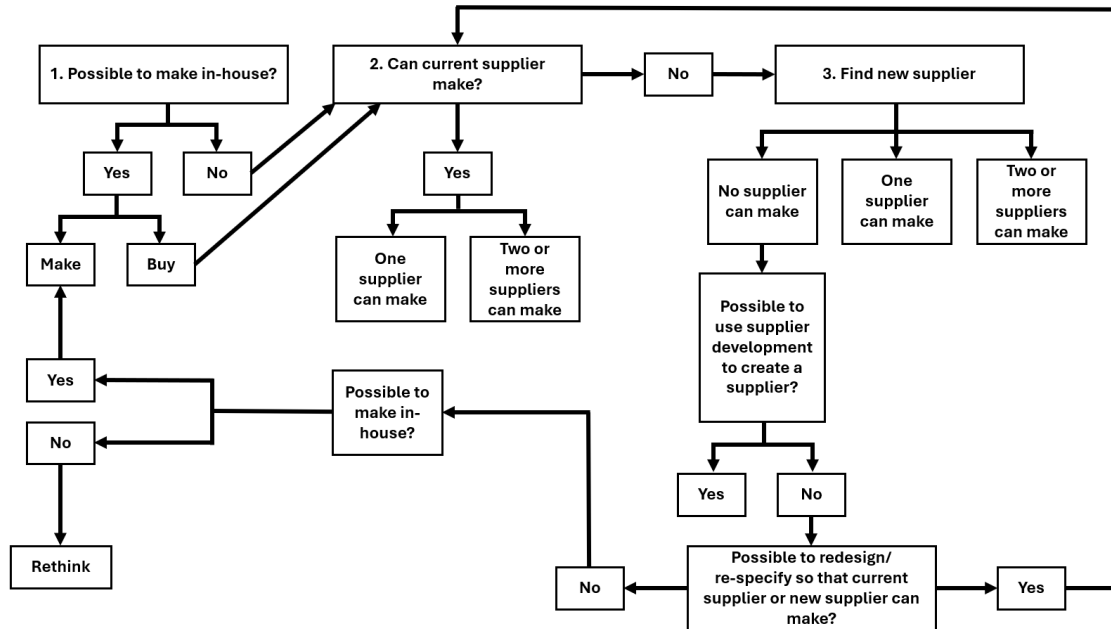 1. Possible to make in-house?
2. Can current supplier
make?
No
3. Find new supplier
Yes
No
Yes
No supplier
can make
One
supplier
can make
Two or
more
suppliers
can make
Make
Buy
One
supplier
can make
Two or
more
suppliers
can make
Possible to
use supplier
development
to create a
supplier?
Yes
Possible to
make in-
house?
No
Yes
No
Rethink
No
Possible to redesign/
re-specify so that current
supplier or new supplier can
make?
Yes